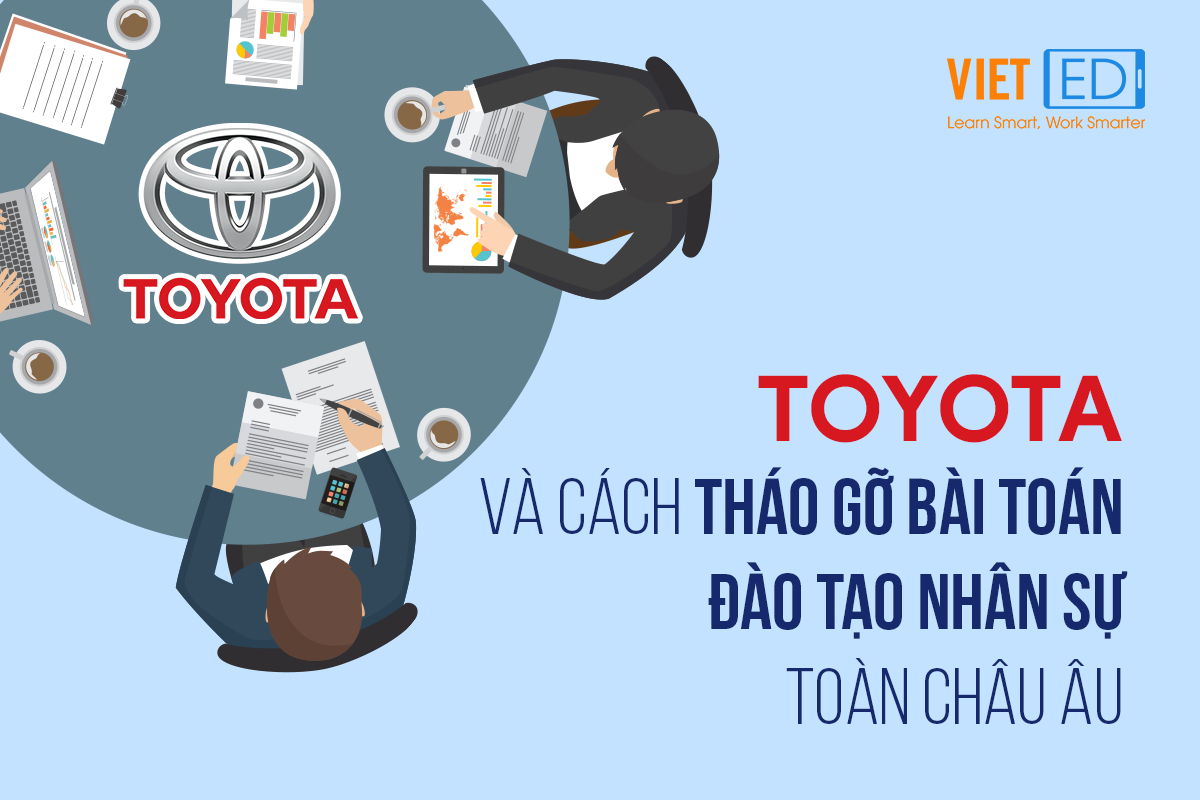 VIET ED
Learn Smart, Work Smarter
TOYOTA
TOYOTA
VÀ CÁCH THÁO GỠ BÀI TOÁN
ĐÀO TẠO NHÂN SỰ
TOÀN CHÂU ÂU